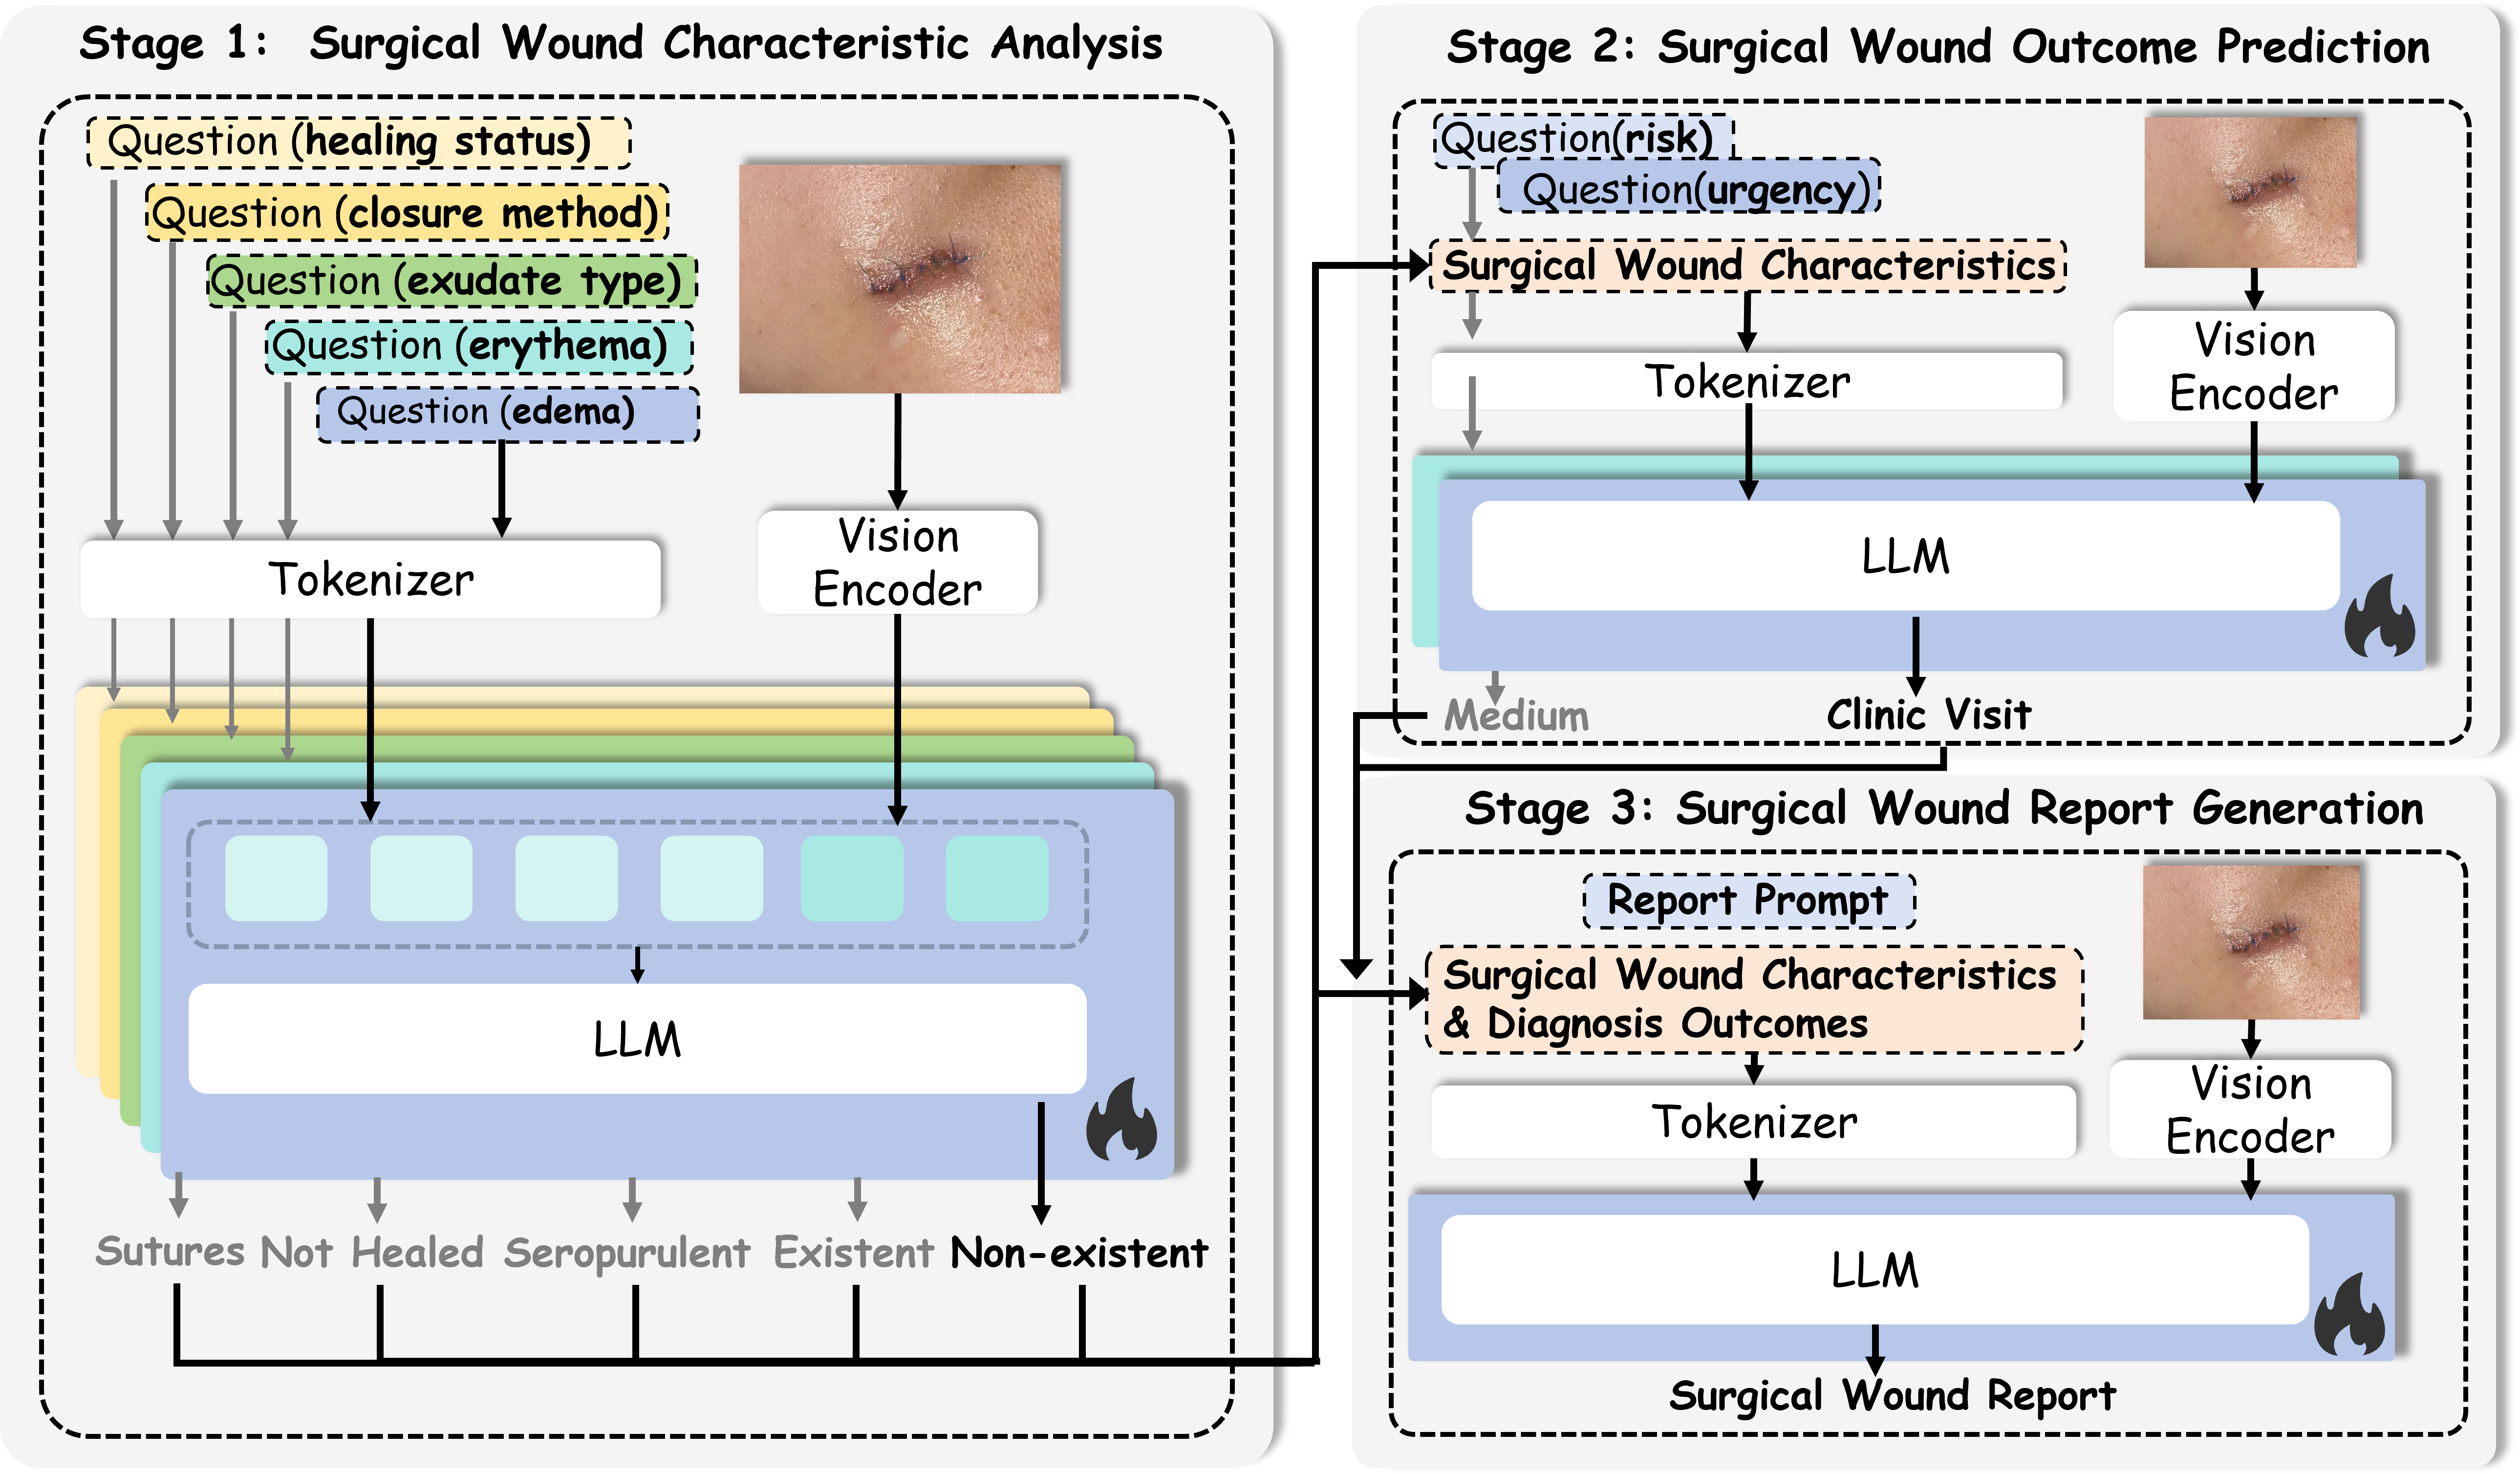 Stage 1: Surgical Wound Characteristic Analysis
Question (healing status)
Question (closure method)
Question (exudate type)
Question (erythema)
Question (edema)
Tokenizer
Vision
Encoder
LLM
Sutures Not Healed Seropurulent Existent Non-existent
Stage 2: Surgical Wound Outcome Prediction
Question(risk)
Question(urgency)
Surgical Wound Characteristics
Tokenizer
Vision
Encoder
LLM
Medium
Clinic Visit
Stage 3: Surgical Wound Report Generation
Report Prompt
Surgical Wound Characteristics
& Diagnosis Outcomes
Tokenizer
Vision
Encoder
LLM
Surgical Wound Report